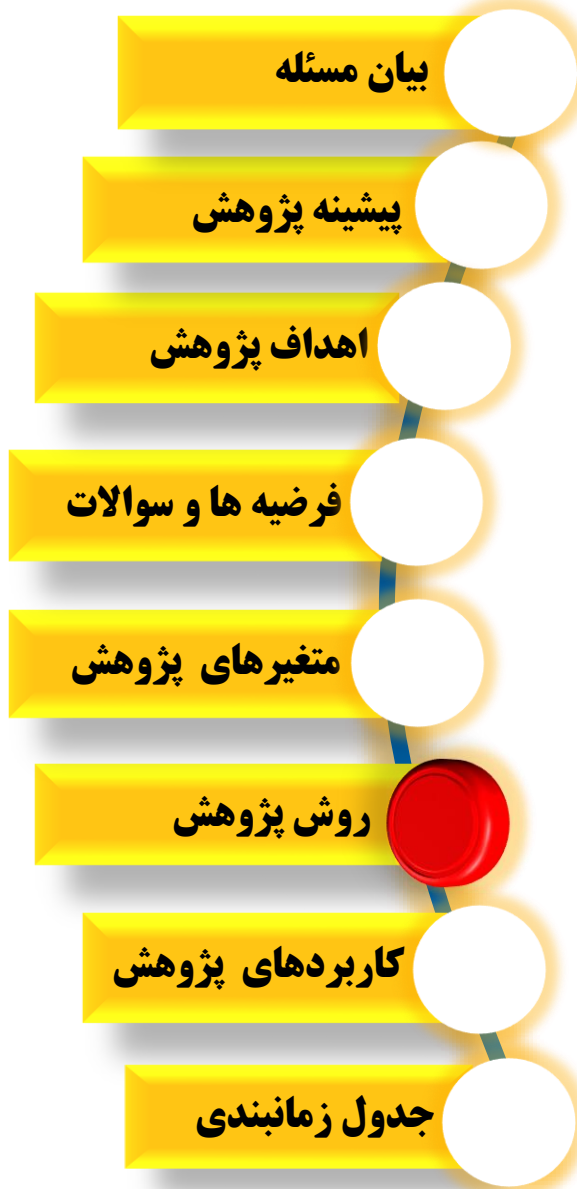 بیان مسئله
پیشینه پژوهش
اهداف پژوهش
فرضیه ها و سوالات
متغیرهای پژوهش
روش پژوهش
کاربردهای پژوهش
جدول زمانبندی